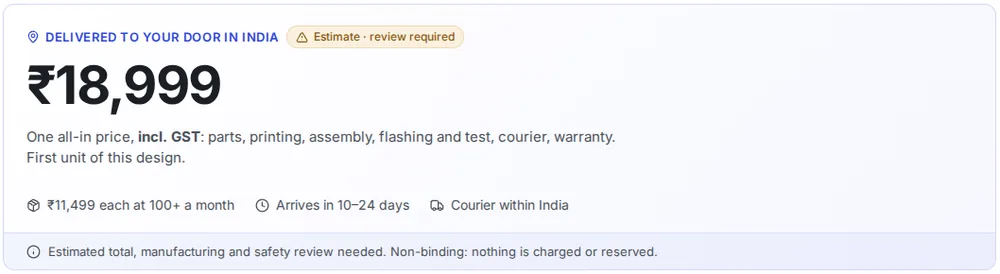 DELIVERED TO YOUR DOOR IN INDIA Estimate · review required
₹18,999
One all-in price, incl. GST: parts, printing, assembly, flashing and test, courier, warranty.
First unit of this design.
₹11,499 each at 100+ a month Arrives in 10–24 days Courier within India
Estimated total, manufacturing and safety review needed. Non-binding: nothing is charged or reserved.